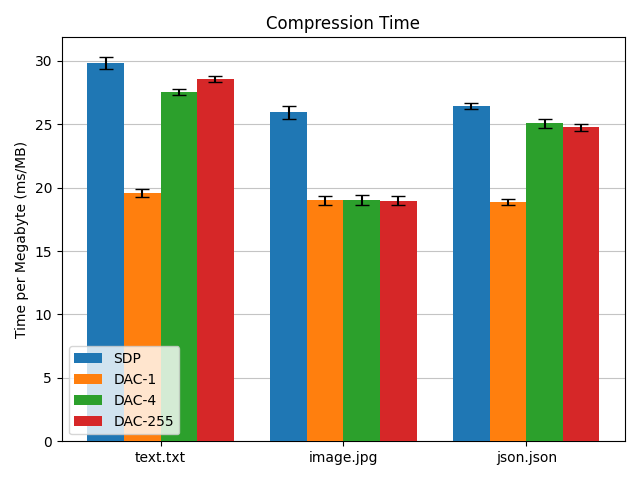 Compression Time
Time per Megabyte (ms/MB)
30
25
20
15
10
5
0
SDP
DAC-1
DAC-4
DAC-255
text.txt
image.jpg
json.json